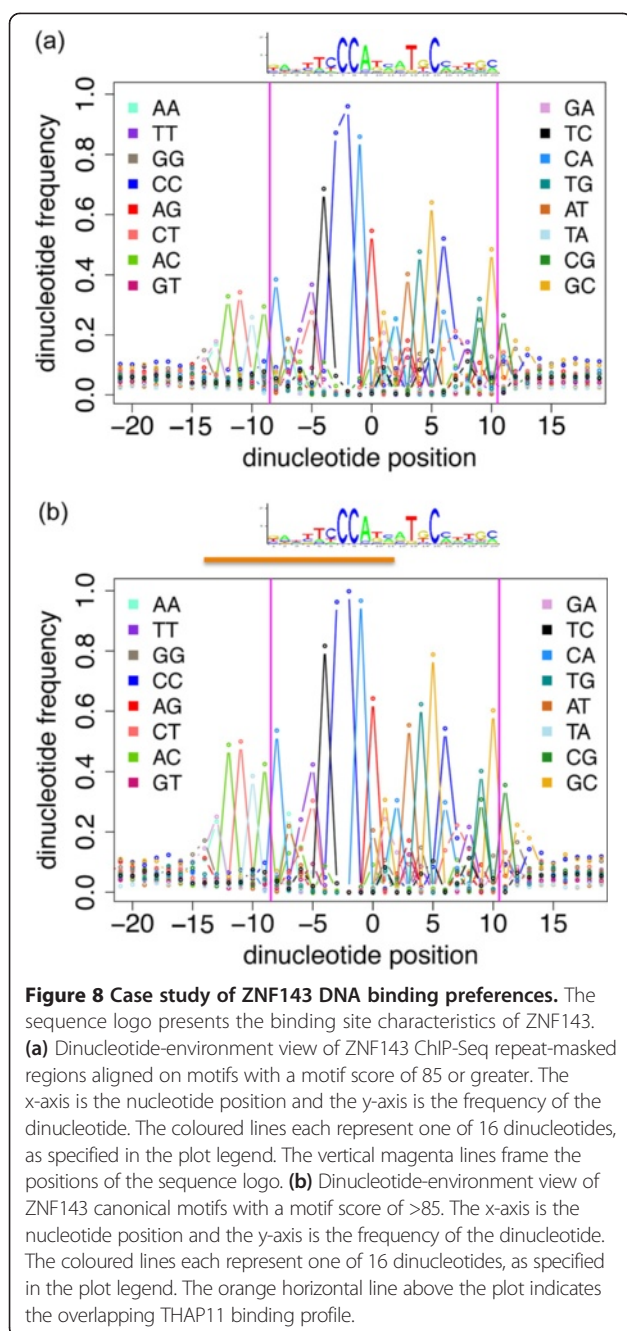 (a)
TTCCCATCATGCCTTGC
1.0
0.8
0.6
0.4
0.2
0.0
dinucleotide frequency
AA
TT
GG
CC
AG
CT
AC
GT
GA
TC
CA
TG
AT
TA
CG
GC
−20 −15 −10 −5 0 5 10 15
dinucleotide position
(b)
1.0
0.8
0.6
0.4
0.2
0.0
dinucleotide frequency
AA
TT
GG
CC
AG
CT
AC
GT
GA
TC
CA
TG
AT
TA
CG
GC
−20 −15 −10 −5 0 5 10 15
dinucleotide position
Figure 8 Case study of ZNF143 DNA binding preferences. The
sequence logo presents the binding site characteristics of ZNF143.
(a) Dinucleotide-environment view of ZNF143 ChIP-Seq repeat-masked
regions aligned on motifs with a motif score of 85 or greater. The
x-axis is the nucleotide position and the y-axis is the frequency of the
dinucleotide. The coloured lines each represent one of 16 dinucleotides,
as specified in the plot legend. The vertical magenta lines frame the
positions of the sequence logo. (b) Dinucleotide-environment view of
ZNF143 canonical motifs with a motif score of >85. The x-axis is the
nucleotide position and the y-axis is the frequency of the dinucleotide.
The coloured lines each represent one of 16 dinucleotides, as specified
in the plot legend. The orange horizontal line above the plot indicates
the overlapping THAP11 binding profile.